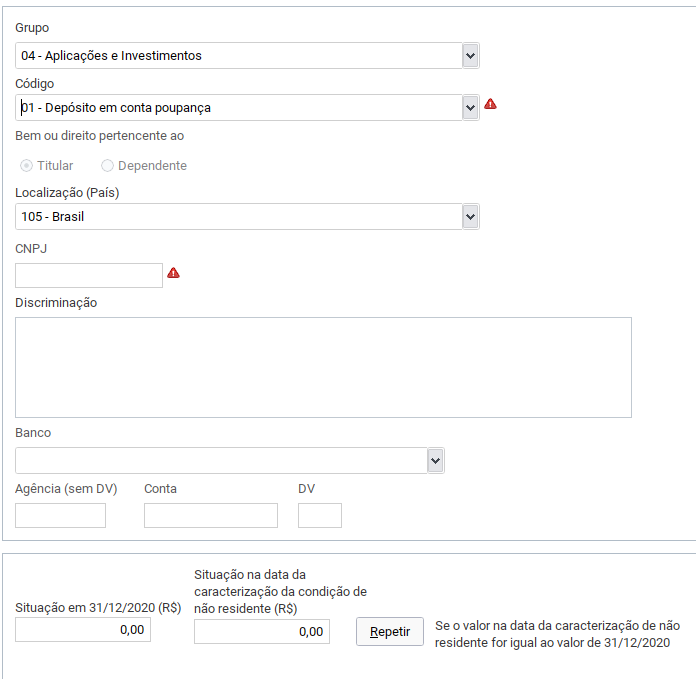 Grupo
04 - Aplicações e Investimentos
Código
01 - Depósito em conta poupança
Bem ou direito pertencente ao
Titular Dependente
Localização (País)
105 - Brasil
CNPJ
Discriminação
Banco
Agência (sem DV) Conta DV
Situação na data da
caracterização da condição de
Situação em 31/12/2020 (R$) não residente (R$)
0,00 0,00 Repetir
Se o valor na data da caracterização de não
residente for igual ao valor de 31/12/2020